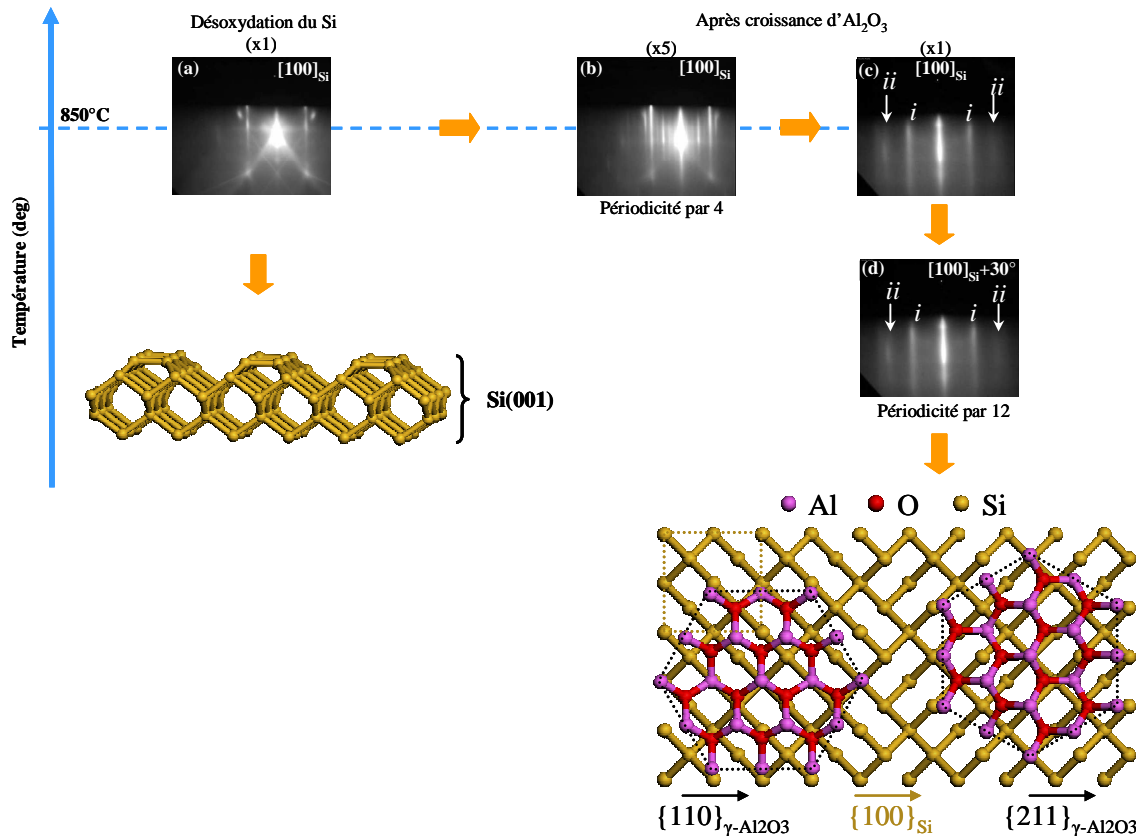 Désoxydation du Si
(x1)
Après croissance d'Al₂O₃
(x5)
(x1)
(a)
[100]Si
(b)
[100]Si
(c)
[100]Si
ii
i
i
ii
850°C
Périodicité par 4
(d)
[100]Si+30°
ii
i
i
ii
Périodicité par 12
Température (deg)
Si(001)
Al
O
Si
{110}γ-Al2O3
{100}Si
{211}γ-Al2O3